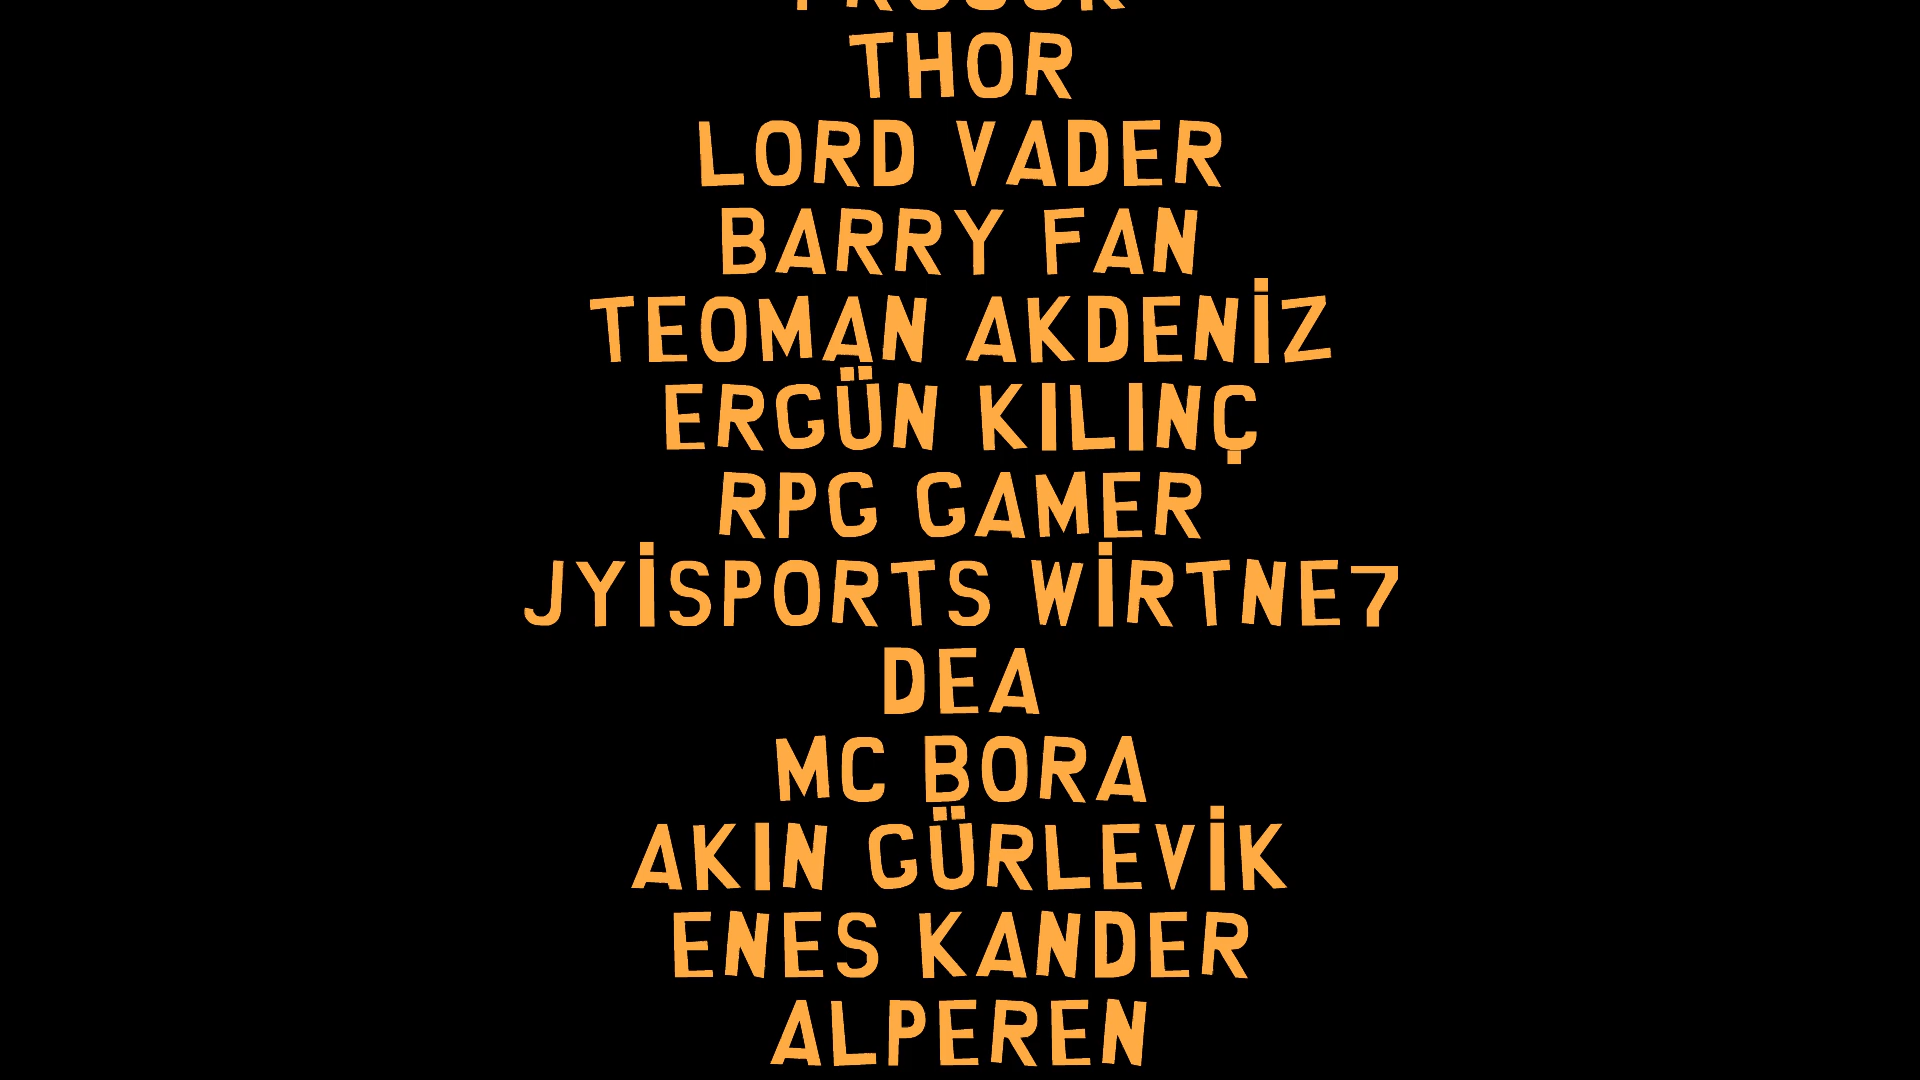 THOR
LORD VADER
BARRY FAN
TEOMAN AKDENİZ
ERGÜN KILINÇ
RPG GAMER
JYİSPORTS WİRTNE7
DEA
MC BORA
AKIN GÜRLEVİK
ENES KANDER
ALPEREN